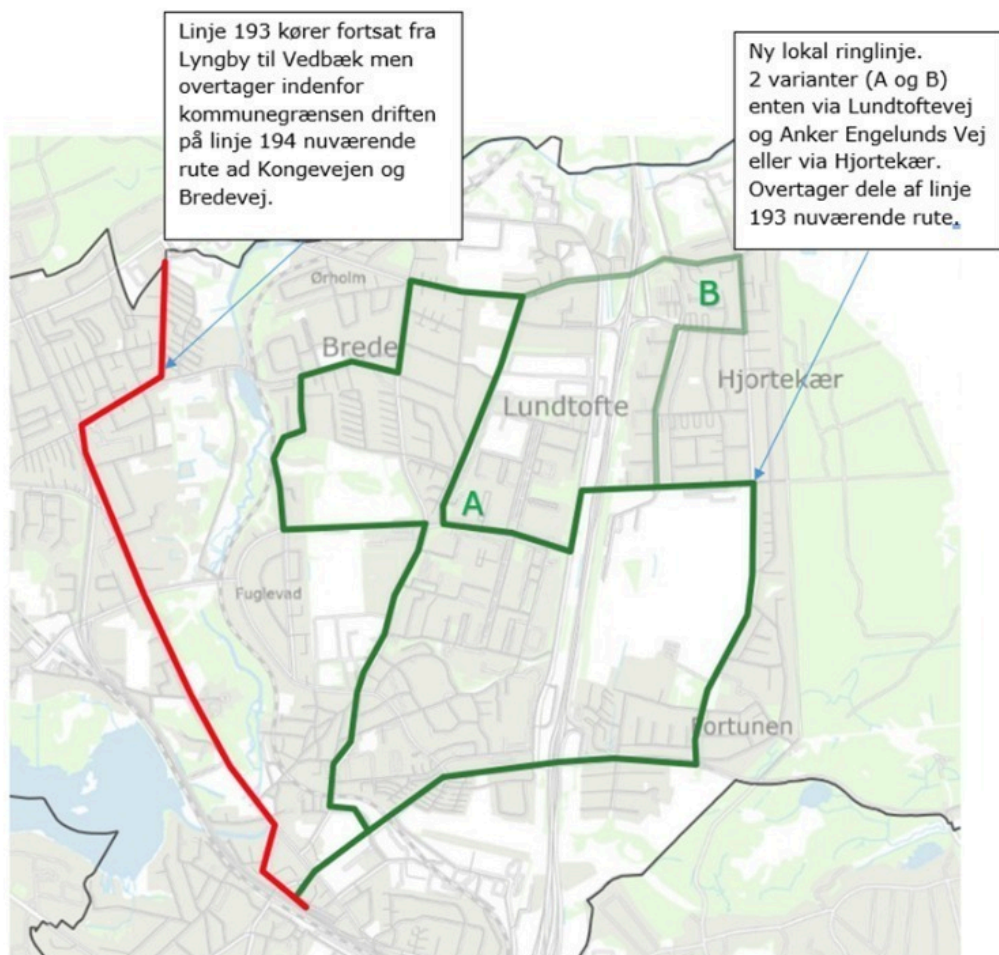 Linje 193 kører fortsat fra
Lyngby til Vedbæk men
overtager indenfor
kommunegrænsen driften
på linje 194 nuværende
rute ad Kongevejen og
Bredevej.
Ny lokal ringlinje.
2 varianter (A og B)
enten via Lundtoftevej
og Anker Engelunds Vej
eller via Hjortekær.
Overtager dele af linje
193 nuværende rute.
Ørholm
B
Brede
Hjortekær
Lundtofte
A
Fuglevad
Fortunen